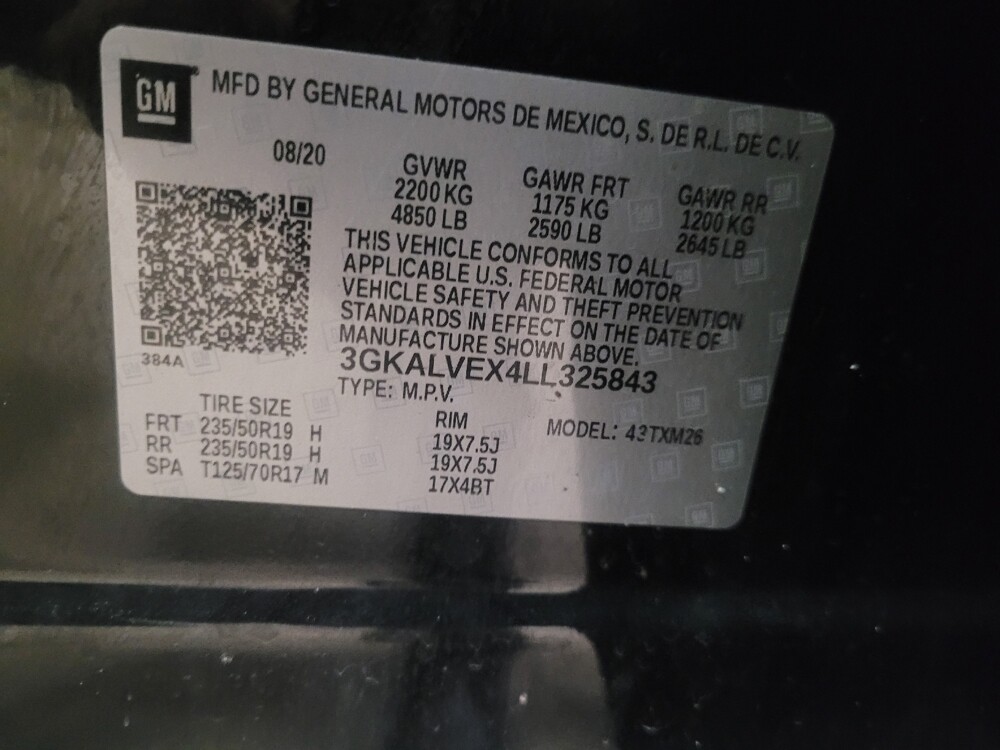 GM
MFD BY GENERAL MOTORS DE MEXICO, S. DE R.L. DE C.V.
08/20
GVWR GAWR FRT GAWR RR
2200 KG 1175 KG 1200 KG
4850 LB 2590 LB 2645 LB
THIS VEHICLE CONFORMS TO ALL
APPLICABLE U.S. FEDERAL MOTOR
VEHICLE SAFETY AND THEFT PREVENTION
STANDARDS IN EFFECT ON THE DATE OF
MANUFACTURE SHOWN ABOVE.
384A
3GKALVEX4LL325843
TYPE: M.P.V.
TIRE SIZE RIM MODEL: 43TXM26
FRT 235/50R19 H 19X7.5J
RR 235/50R19 H 19X7.5J
SPA T125/70R17 M 17X4BT